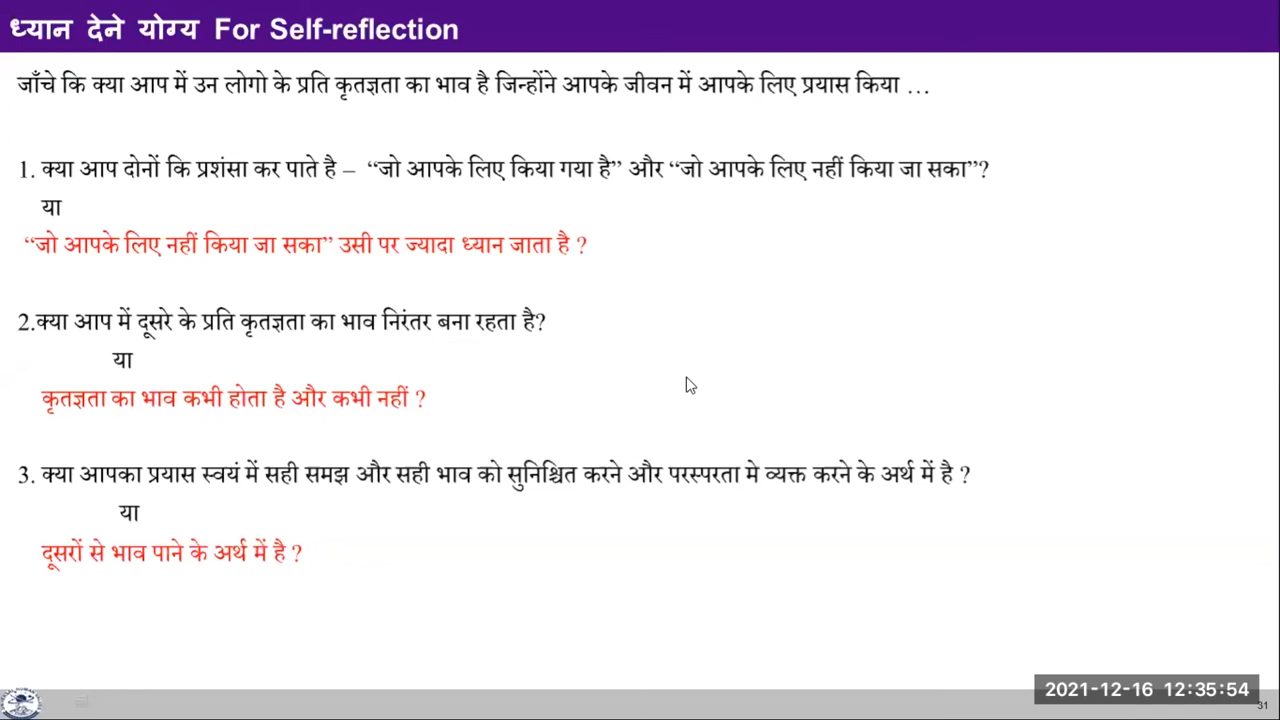 ध्यान देने योग्य For Self-reflection
जाँचे कि क्या आप में उन लोगो के प्रति कृतज्ञता का भाव है जिन्होंने आपके जीवन में आपके लिए प्रयास किया …
1. क्या आप दोनों कि प्रशंसा कर पाते है – “जो आपके लिए किया गया है” और “जो आपके लिए नहीं किया जा सका”?
या
“जो आपके लिए नहीं किया जा सका” उसी पर ज्यादा ध्यान जाता है ?
2.क्या आप में दूसरे के प्रति कृतज्ञता का भाव निरंतर बना रहता है?
या
कृतज्ञता का भाव कभी होता है और कभी नहीं ?
3. क्या आपका प्रयास स्वयं में सही समझ और सही भाव को सुनिश्चित करने और परस्परता मे व्यक्त करने के अर्थ में है ?
या
दूसरों से भाव पाने के अर्थ में है ?
2021-12-16 12:35:54
31